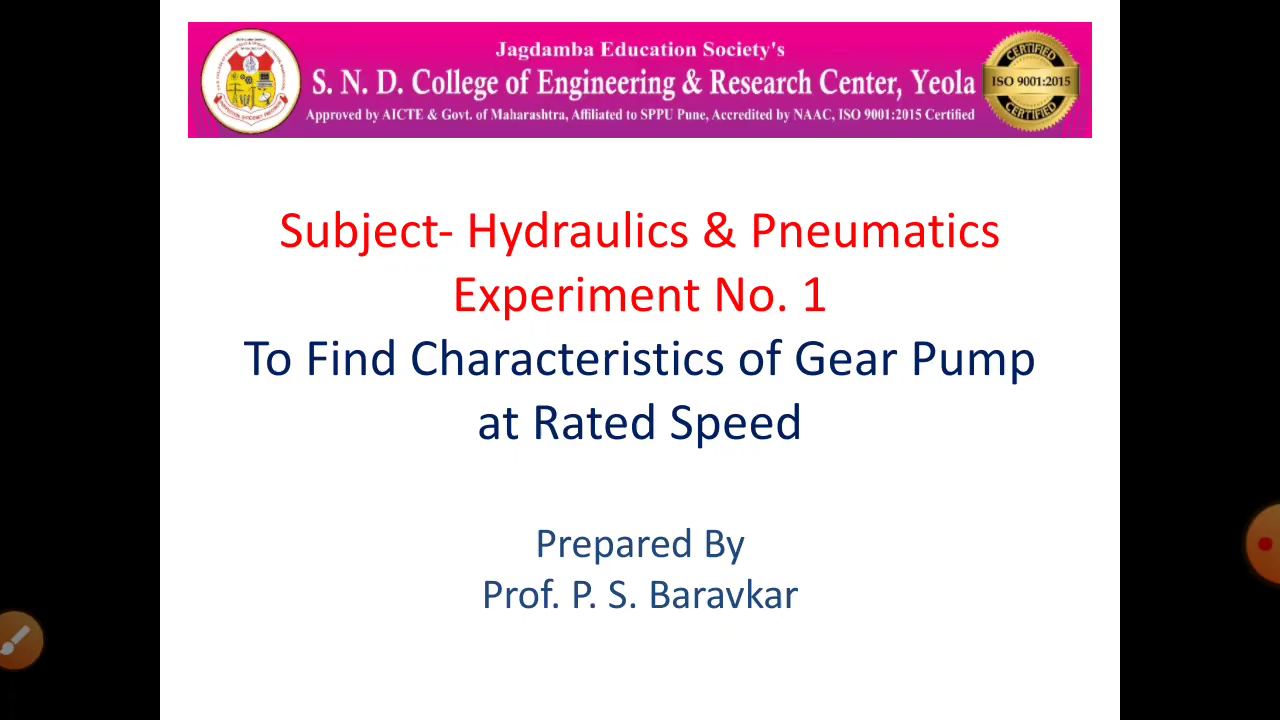 Jagdamba Education Society's
S. N. D. College of Engineering & Research Center, Yeola
Approved by AICTE & Govt. of Maharashtra, Affiliated to SPPU Pune, Accredited by NAAC, ISO 9001:2015 Certified
CERTIFIED
ISO 9001:2015
CERTIFIED
Subject- Hydraulics & Pneumatics
Experiment No. 1
To Find Characteristics of Gear Pump
at Rated Speed
Prepared By
Prof. P. S. Baravkar